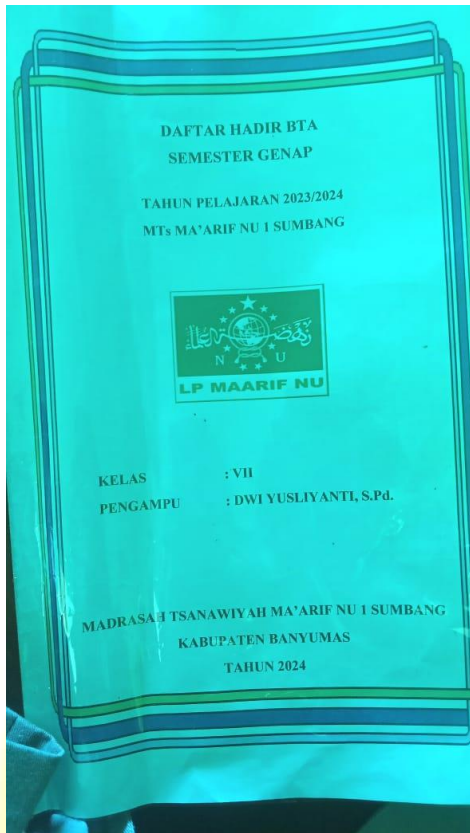 DAFTAR HADIR BTA
SEMESTER GENAP
TAHUN PELAJARAN 2023/2024
MTs MA'ARIF NU 1 SUMBANG
N U
LP MAARIF NU
KELAS : VII
PENGAMPU : DWI YUSLIYANTI, S.Pd.
MADRASAH TSANAWIYAH MA'ARIF NU 1 SUMBANG
KABUPATEN BANYUMAS
TAHUN 2024